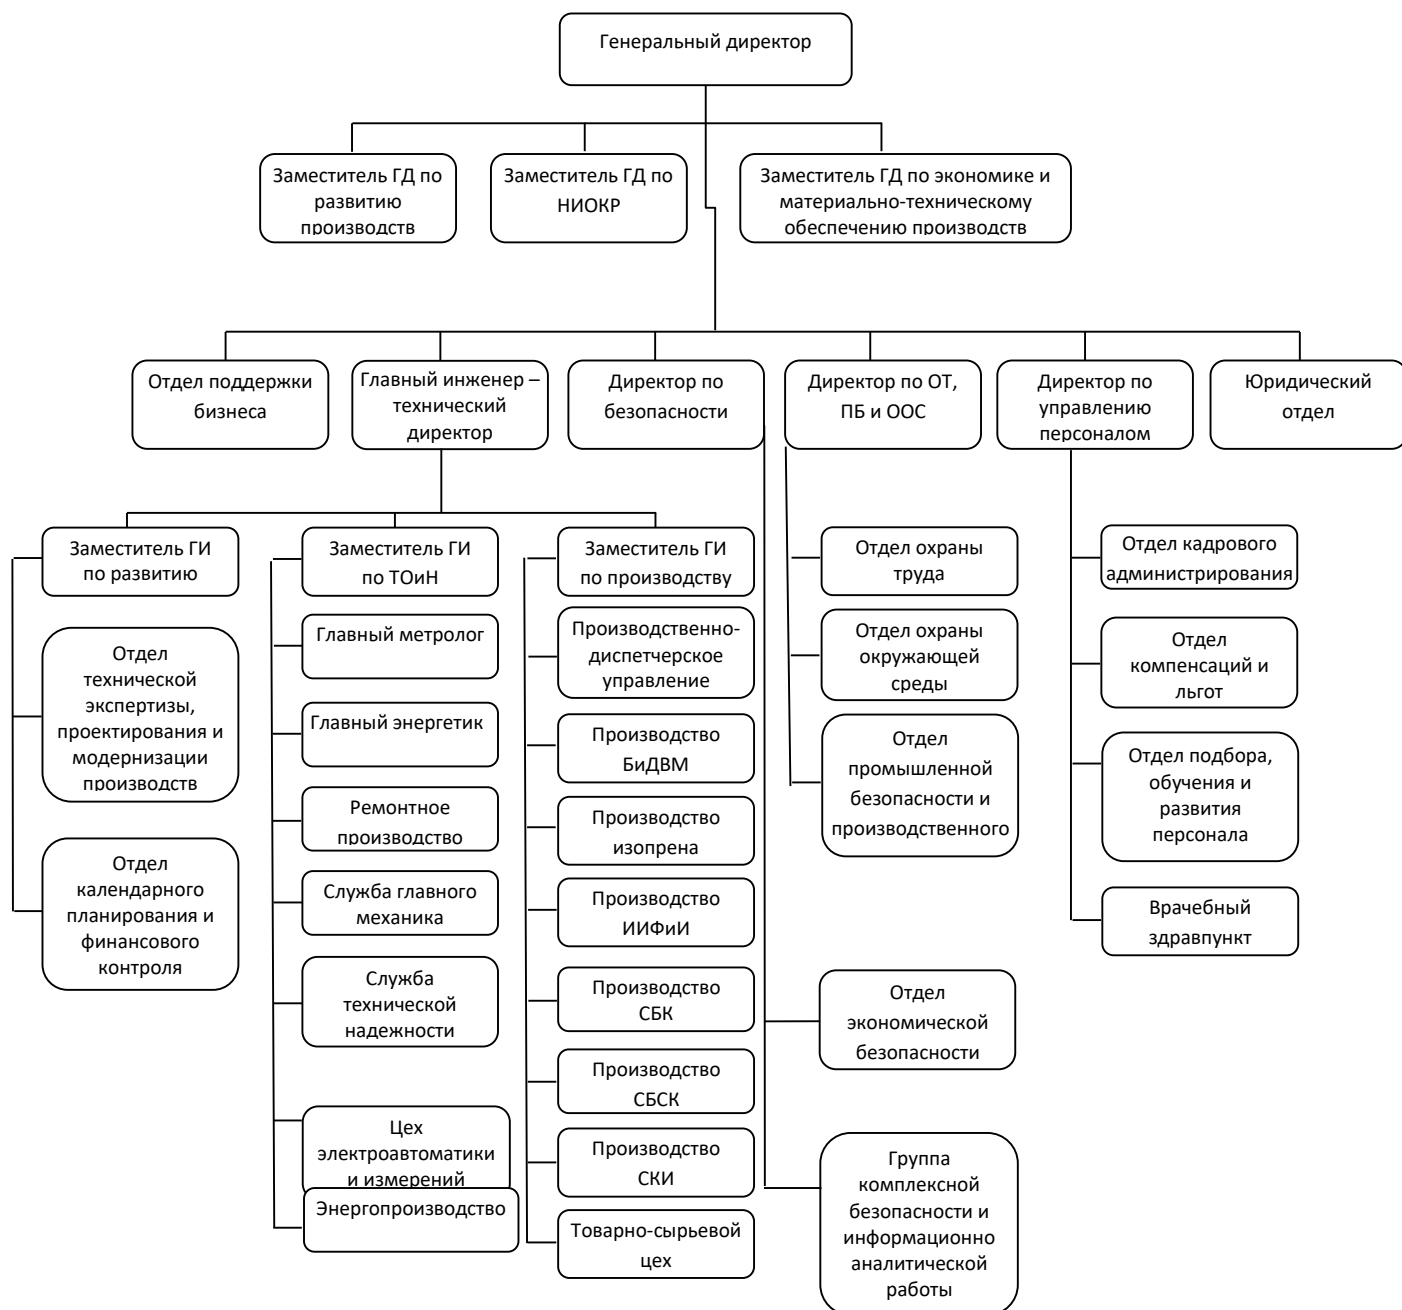 Генеральный директор
Заместитель ГД по
развитию
производств
Заместитель ГД по
НИОКР
Заместитель ГД по экономике и
материально-техническому
обеспечению производств
Отдел поддержки
бизнеса
Главный инженер –
технический
директор
Директор по
безопасности
Директор по ОТ,
ПБ и ООС
Директор по
управлению
персоналом
Юридический
отдел
Заместитель ГИ
по развитию
Отдел
технической
экспертизы,
проектирования и
модернизации
производств
Отдел
календарного
планирования и
финансового
контроля
Заместитель ГИ
по ТОиН
Главный метролог
Главный энергетик
Ремонтное
производство
Служба главного
механика
Служба
технической
надежности
Цех
электроавтоматики
и измерений
Энергопроизводство
Заместитель ГИ
по производству
Производственно-
диспетчерское
управление
Производство
БиДВМ
Производство
изопрена
Производство
ИИФиИ
Производство
СБК
Производство
СБСК
Производство
СКИ
Товарно-сырьевой
цех
Отдел охраны
труда
Отдел охраны
окружающей
среды
Отдел
промышленной
безопасности и
производственного
Отдел
экономической
безопасности
Группа
комплексной
безопасности и
информационно
аналитической
работы
Отдел кадрового
администрирования
Отдел
компенсаций и
льгот
Отдел подбора,
обучения и
развития
персонала
Врачебный
здравпункт